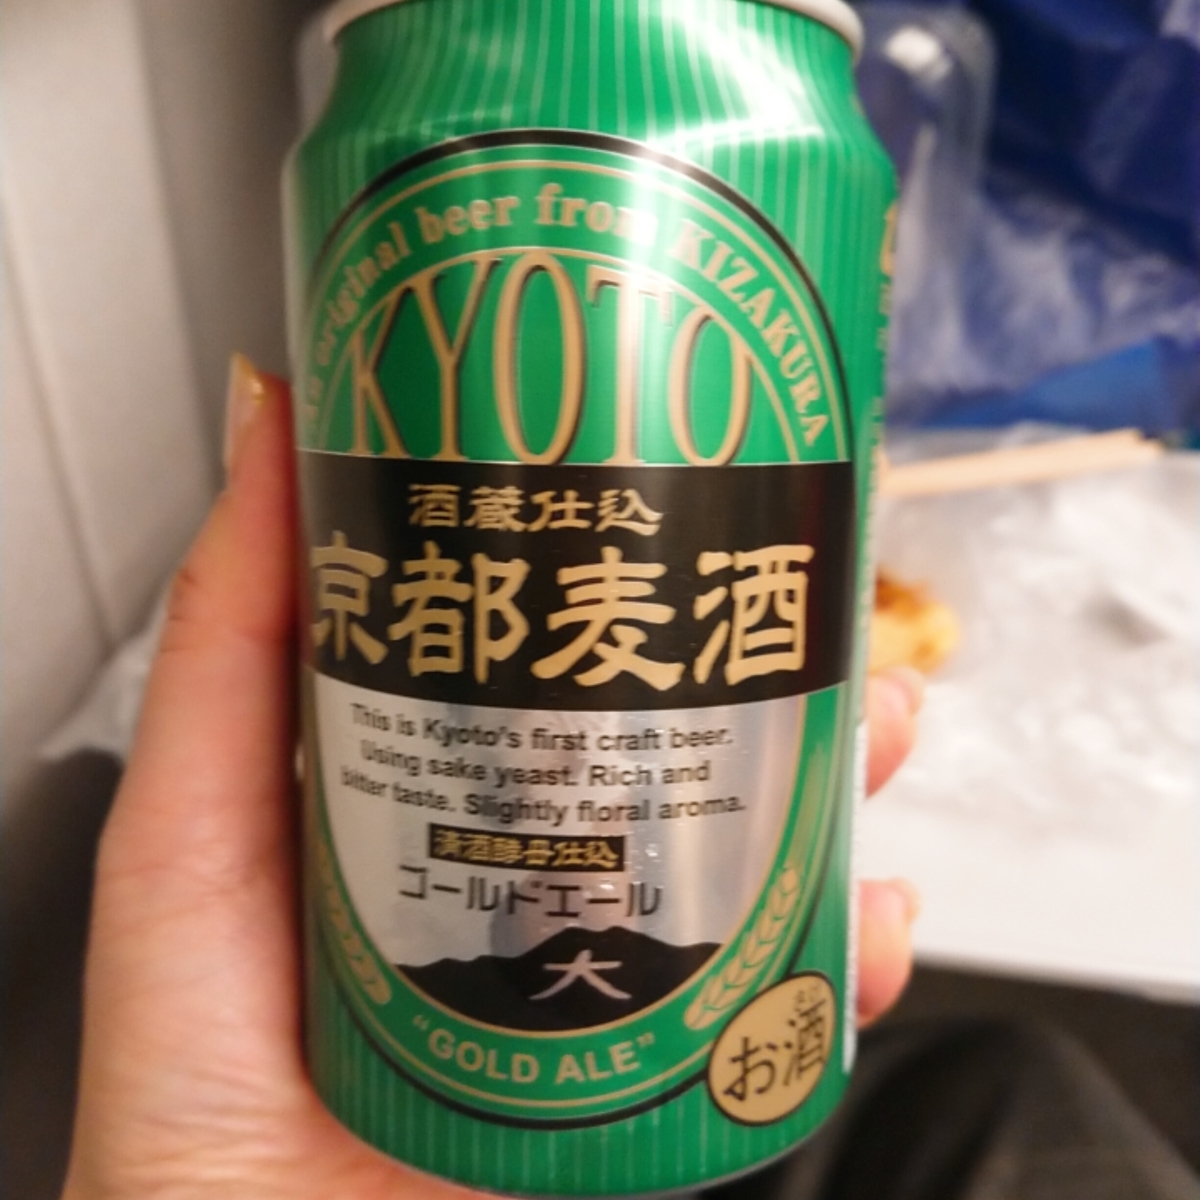 original beer from KIZAKURA
KYOTO
酒蔵仕込
京都麦酒
This is Kyoto's first craft beer.
Using sake yeast. Rich and
bitter taste. Slightly floral aroma.
清酒酵母仕込
ゴールドエール
大
"GOLD ALE"
お酒